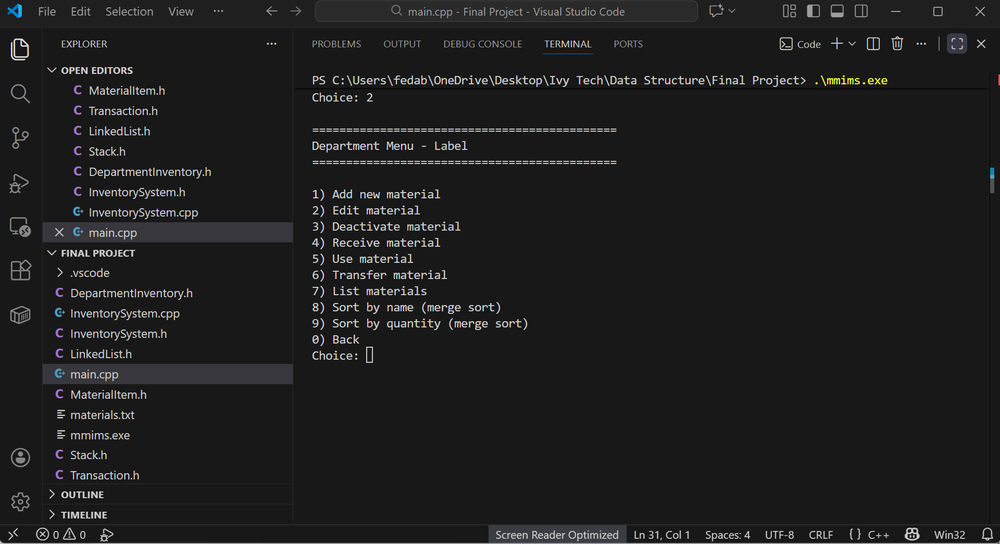 File Edit Selection View ···
main.cpp - Final Project - Visual Studio Code
EXPLORER
OPEN EDITORS
MaterialItem.h
Transaction.h
LinkedList.h
Stack.h
DepartmentInventory.h
InventorySystem.h
InventorySystem.cpp
main.cpp
FINAL PROJECT
.vscode
DepartmentInventory.h
InventorySystem.cpp
InventorySystem.h
LinkedList.h
main.cpp
MaterialItem.h
materials.txt
mmims.exe
Stack.h
Transaction.h
OUTLINE
TIMELINE
PROBLEMS OUTPUT DEBUG CONSOLE TERMINAL PORTS
Code
PS C:\Users\fedab\OneDrive\Desktop\Ivy Tech\Data Structure\Final Project> .\mmims.exe
Choice: 2
=============================================
Department Menu - Label
=============================================
1) Add new material
2) Edit material
3) Deactivate material
4) Receive material
5) Use material
6) Transfer material
7) List materials
8) Sort by name (merge sort)
9) Sort by quantity (merge sort)
0) Back
Choice:
0 0
Screen Reader Optimized Ln 31, Col 1 Spaces: 4 UTF-8 CRLF {} C++ Win32